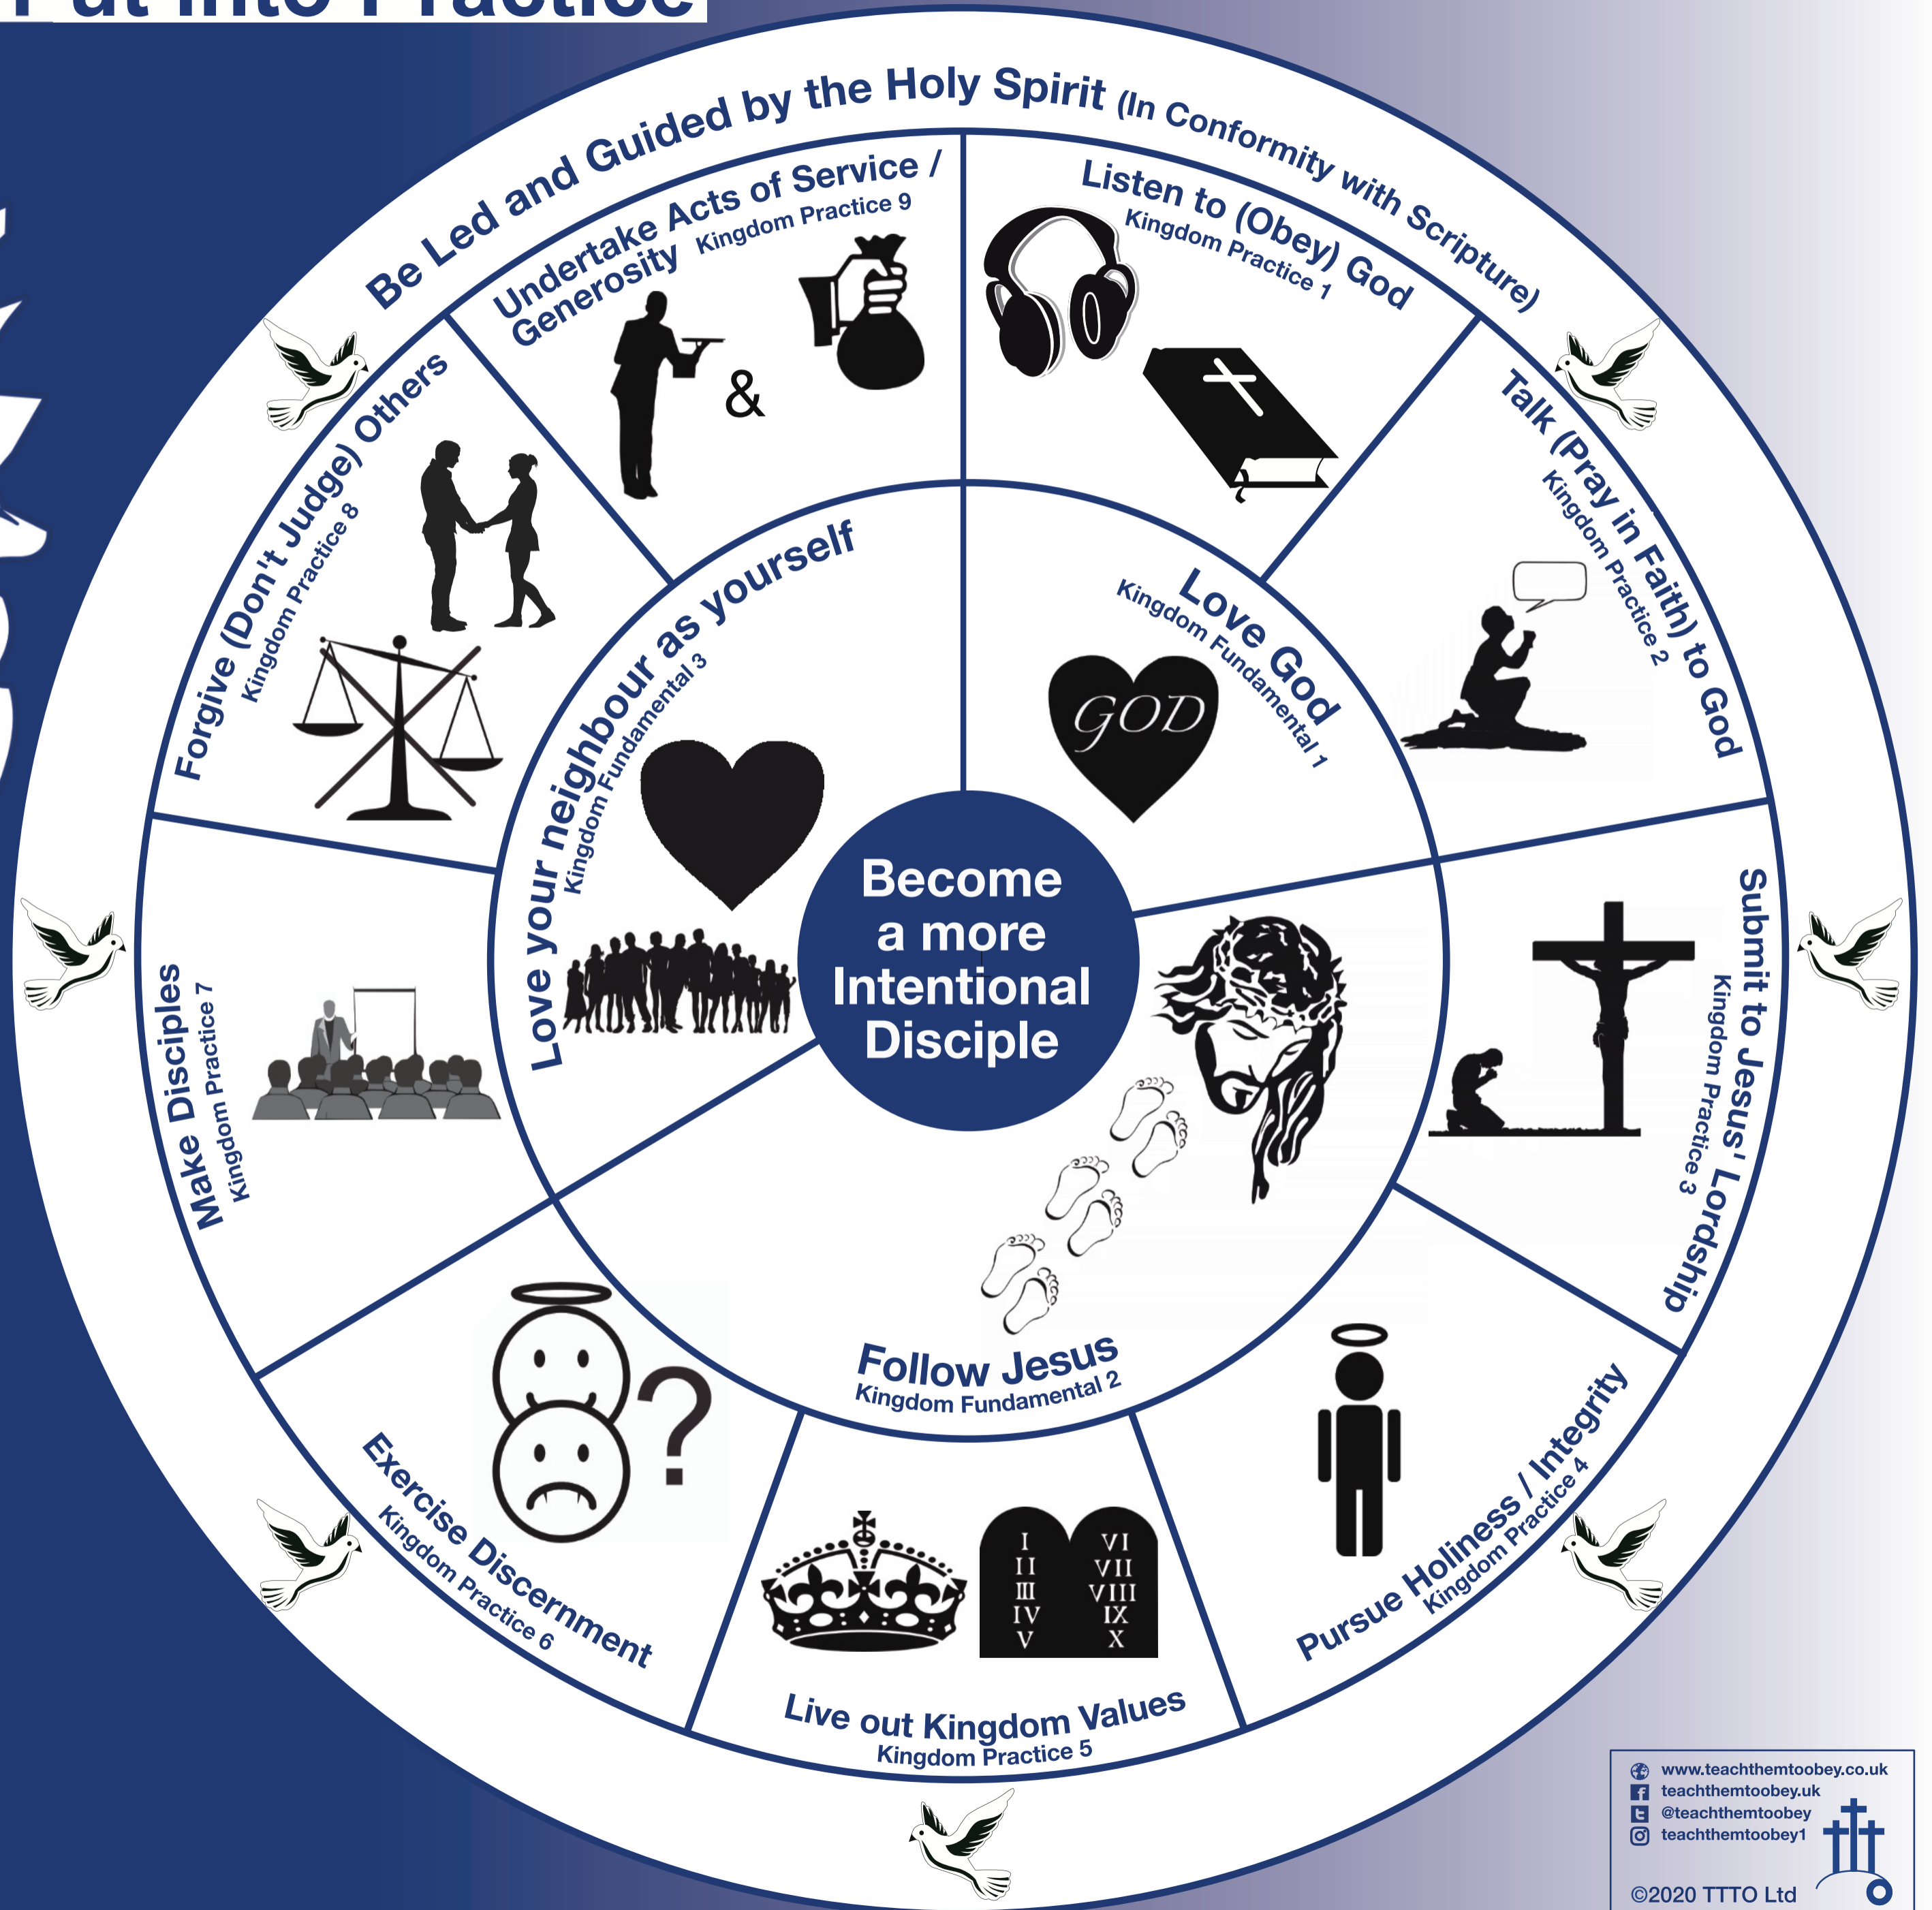 Put into Practice
Be Led and Guided by the Holy Spirit (In Conformity with Scripture)
Listen to (Obey) God
Kingdom Practice 1
Talk (Pray in Faith) to God
Kingdom Practice 2
Submit to Jesus' Lordship
Kingdom Practice 3
Pursue Holiness / Integrity
Kingdom Practice 4
Live out Kingdom Values
Kingdom Practice 5
I
II
III
IV
V
VI
VII
VIII
IX
X
Exercise Discernment
Kingdom Practice 6
?
Make Disciples
Kingdom Practice 7
Forgive (Don't Judge) Others
Kingdom Practice 8
Undertake Acts of Service /
Generosity Kingdom Practice 9
&
Love God
Kingdom Fundamental 1
GOD
Follow Jesus
Kingdom Fundamental 2
Love your neighbour as yourself
Kingdom Fundamental 3
Become
a more
Intentional
Disciple
www.teachthemtoobey.co.uk
teachthemtoobey.uk
@teachthemtoobey
teachthemtoobey1
©2020 TTTO Ltd